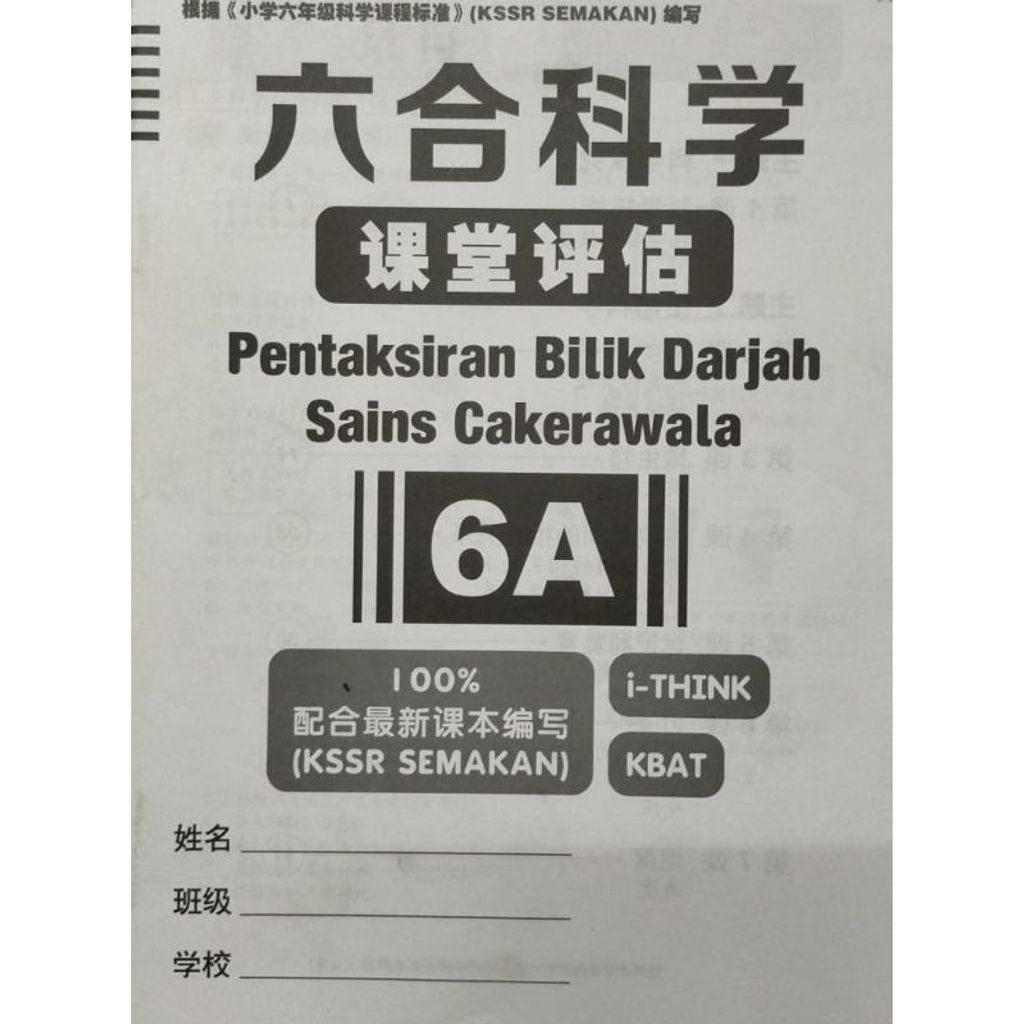 根据《小学六年级科学课程标准》(KSSR SEMAKAN) 编写
六合科学
课堂评估
Pentaksiran Bilik Darjah
Sains Cakerawala
6A
100%
配合最新课本编写
(KSSR SEMAKAN)
i-THINK
KBAT
姓名
班级
学校